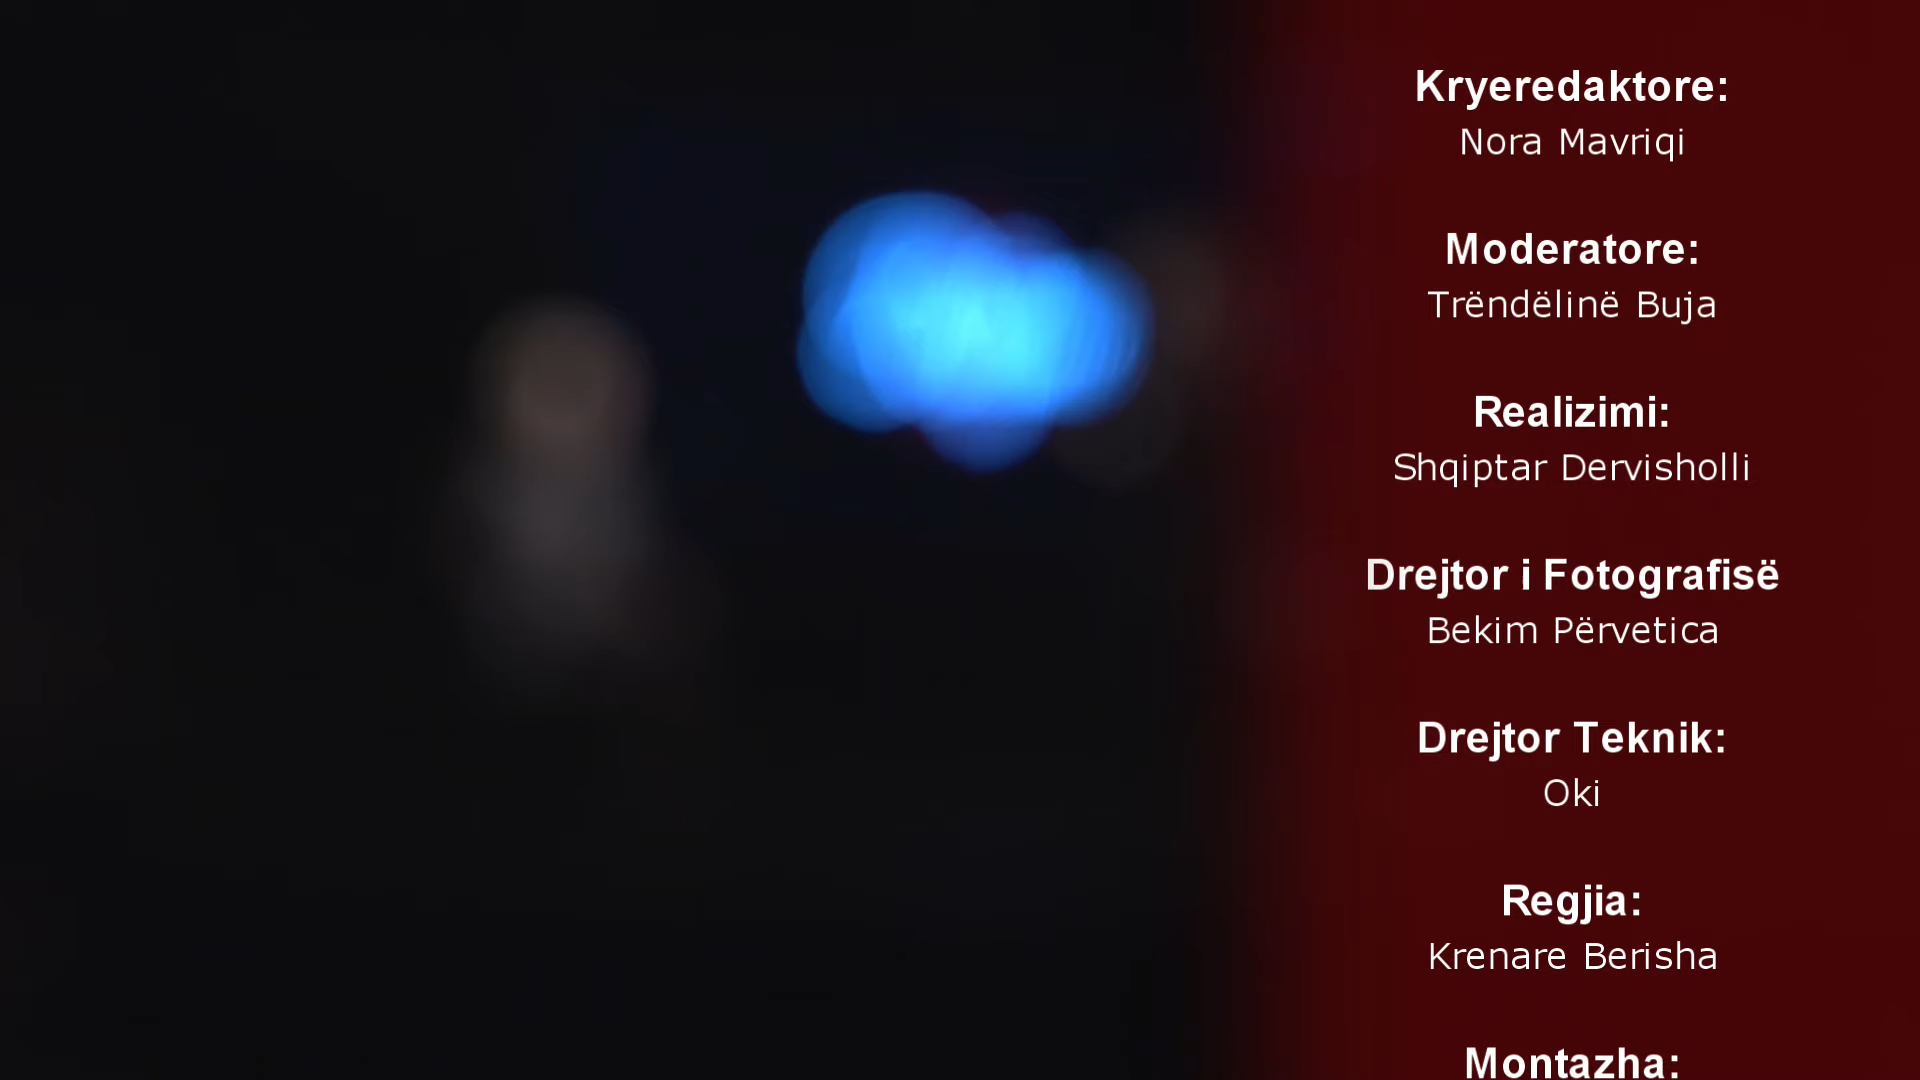 Kryeredaktore:
Nora Mavriqi
Moderatore:
Trëndëlinë Buja
Realizimi:
Shqiptar Dervisholli
Drejtor i Fotografisë
Bekim Përvetica
Drejtor Teknik:
Oki
Regjia:
Krenare Berisha
Montazha: